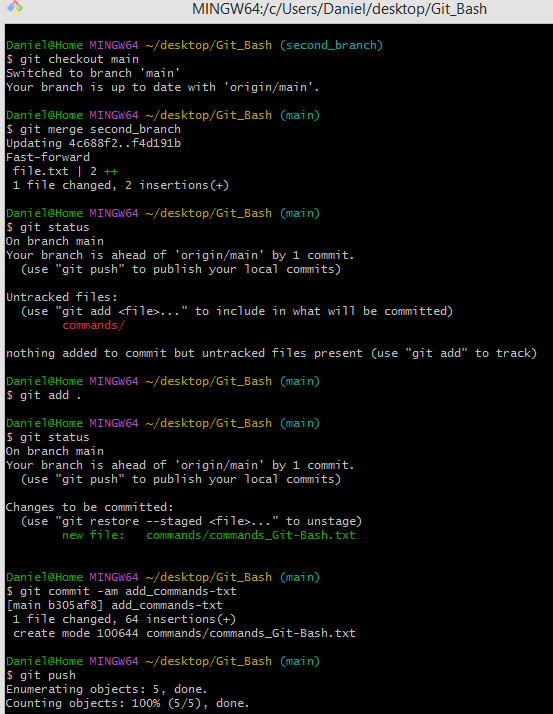 MINGW64:/c/Users/Daniel/desktop/Git_Bash
Daniel@Home MINGW64 ~/desktop/Git_Bash (second_branch)
$ git checkout main
Switched to branch 'main'
Your branch is up to date with 'origin/main'.
Daniel@Home MINGW64 ~/desktop/Git_Bash (main)
$ git merge second_branch
Updating 4c688f2..f4d191b
Fast-forward
 file.txt | 2 ++
 1 file changed, 2 insertions(+)
Daniel@Home MINGW64 ~/desktop/Git_Bash (main)
$ git status
On branch main
Your branch is ahead of 'origin/main' by 1 commit.
  (use "git push" to publish your local commits)
Untracked files:
  (use "git add <file>..." to include in what will be committed)
        commands/
nothing added to commit but untracked files present (use "git add" to track)
Daniel@Home MINGW64 ~/desktop/Git_Bash (main)
$ git add .
Daniel@Home MINGW64 ~/desktop/Git_Bash (main)
$ git status
On branch main
Your branch is ahead of 'origin/main' by 1 commit.
  (use "git push" to publish your local commits)
Changes to be committed:
  (use "git restore --staged <file>..." to unstage)
        new file:   commands/commands_Git-Bash.txt
Daniel@Home MINGW64 ~/desktop/Git_Bash (main)
$ git commit -am add_commands-txt
[main b305af8] add_commands-txt
 1 file changed, 64 insertions(+)
 create mode 100644 commands/commands_Git-Bash.txt
Daniel@Home MINGW64 ~/desktop/Git_Bash (main)
$ git push
Enumerating objects: 5, done.
Counting objects: 100% (5/5), done.